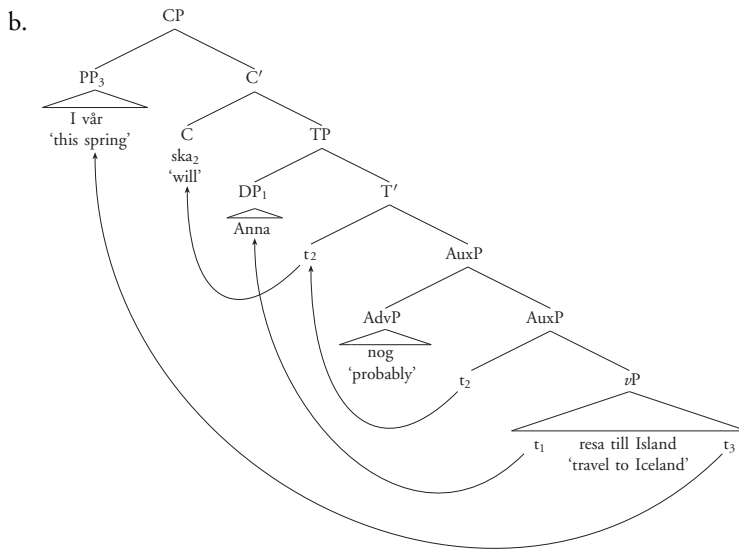 b.
CP
PP₃ C′
I vår
‘this spring’
C TP
ska₂
‘will’
DP₁ T′
Anna
t₂ AuxP
AdvP AuxP
nog
‘probably’
t₂ vP
t₁ resa till Island t₃
‘travel to Iceland’